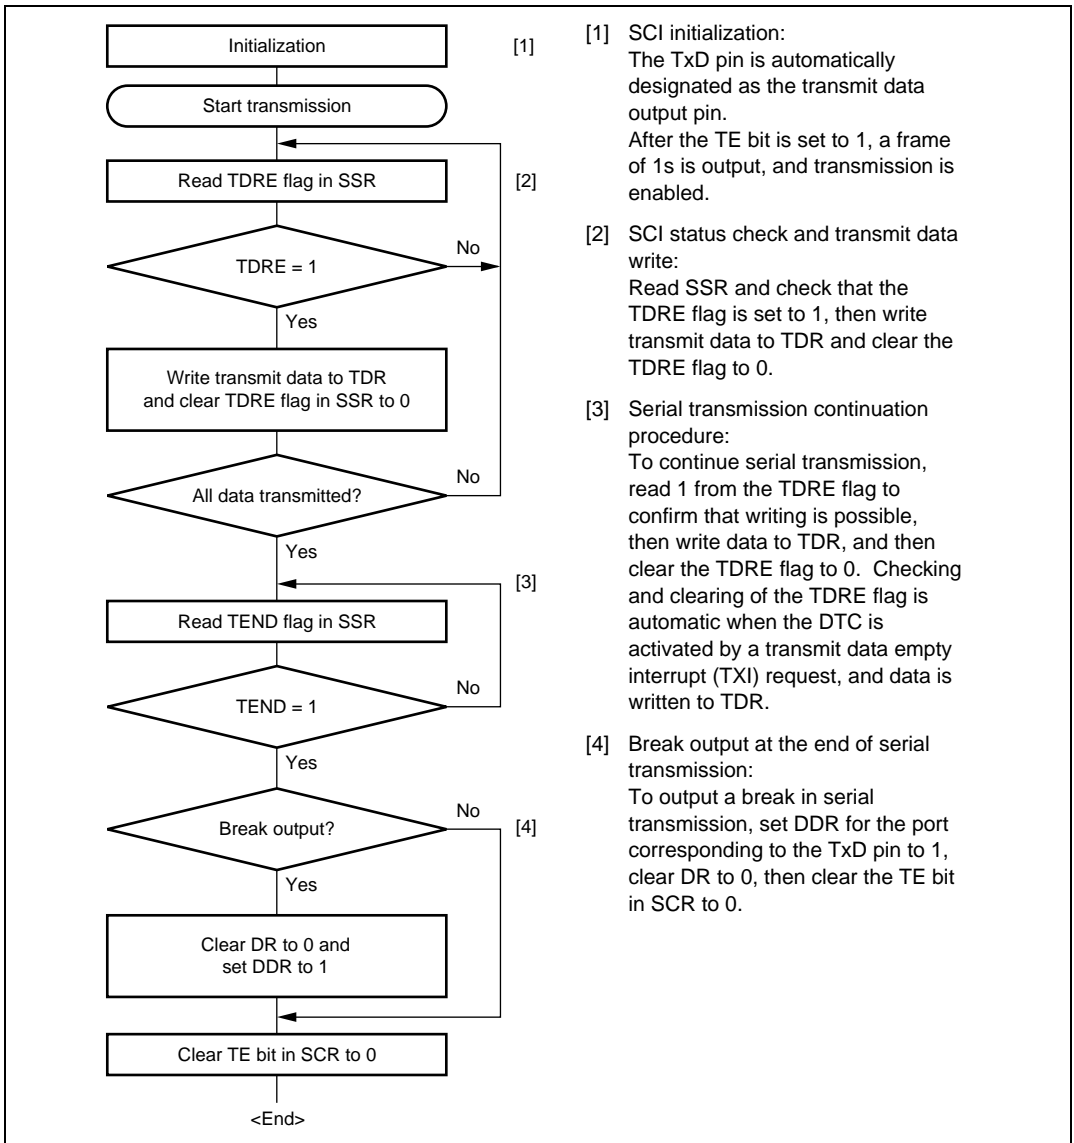 Initialization
[1]
Start transmission
Read TDRE flag in SSR
[2]
TDRE = 1
No
Yes
Write transmit data to TDR
and clear TDRE flag in SSR to 0
All data transmitted?
No
Yes
[3]
Read TEND flag in SSR
TEND = 1
No
Yes
Break output?
No
[4]
Yes
Clear DR to 0 and
set DDR to 1
Clear TE bit in SCR to 0
<End>
[1] SCI initialization:
The TxD pin is automatically
designated as the transmit data
output pin.
After the TE bit is set to 1, a frame
of 1s is output, and transmission is
enabled.
[2] SCI status check and transmit data
write:
Read SSR and check that the
TDRE flag is set to 1, then write
transmit data to TDR and clear the
TDRE flag to 0.
[3] Serial transmission continuation
procedure:
To continue serial transmission,
read 1 from the TDRE flag to
confirm that writing is possible,
then write data to TDR, and then
clear the TDRE flag to 0. Checking
and clearing of the TDRE flag is
automatic when the DTC is
activated by a transmit data empty
interrupt (TXI) request, and data is
written to TDR.
[4] Break output at the end of serial
transmission:
To output a break in serial
transmission, set DDR for the port
corresponding to the TxD pin to 1,
clear DR to 0, then clear the TE bit
in SCR to 0.